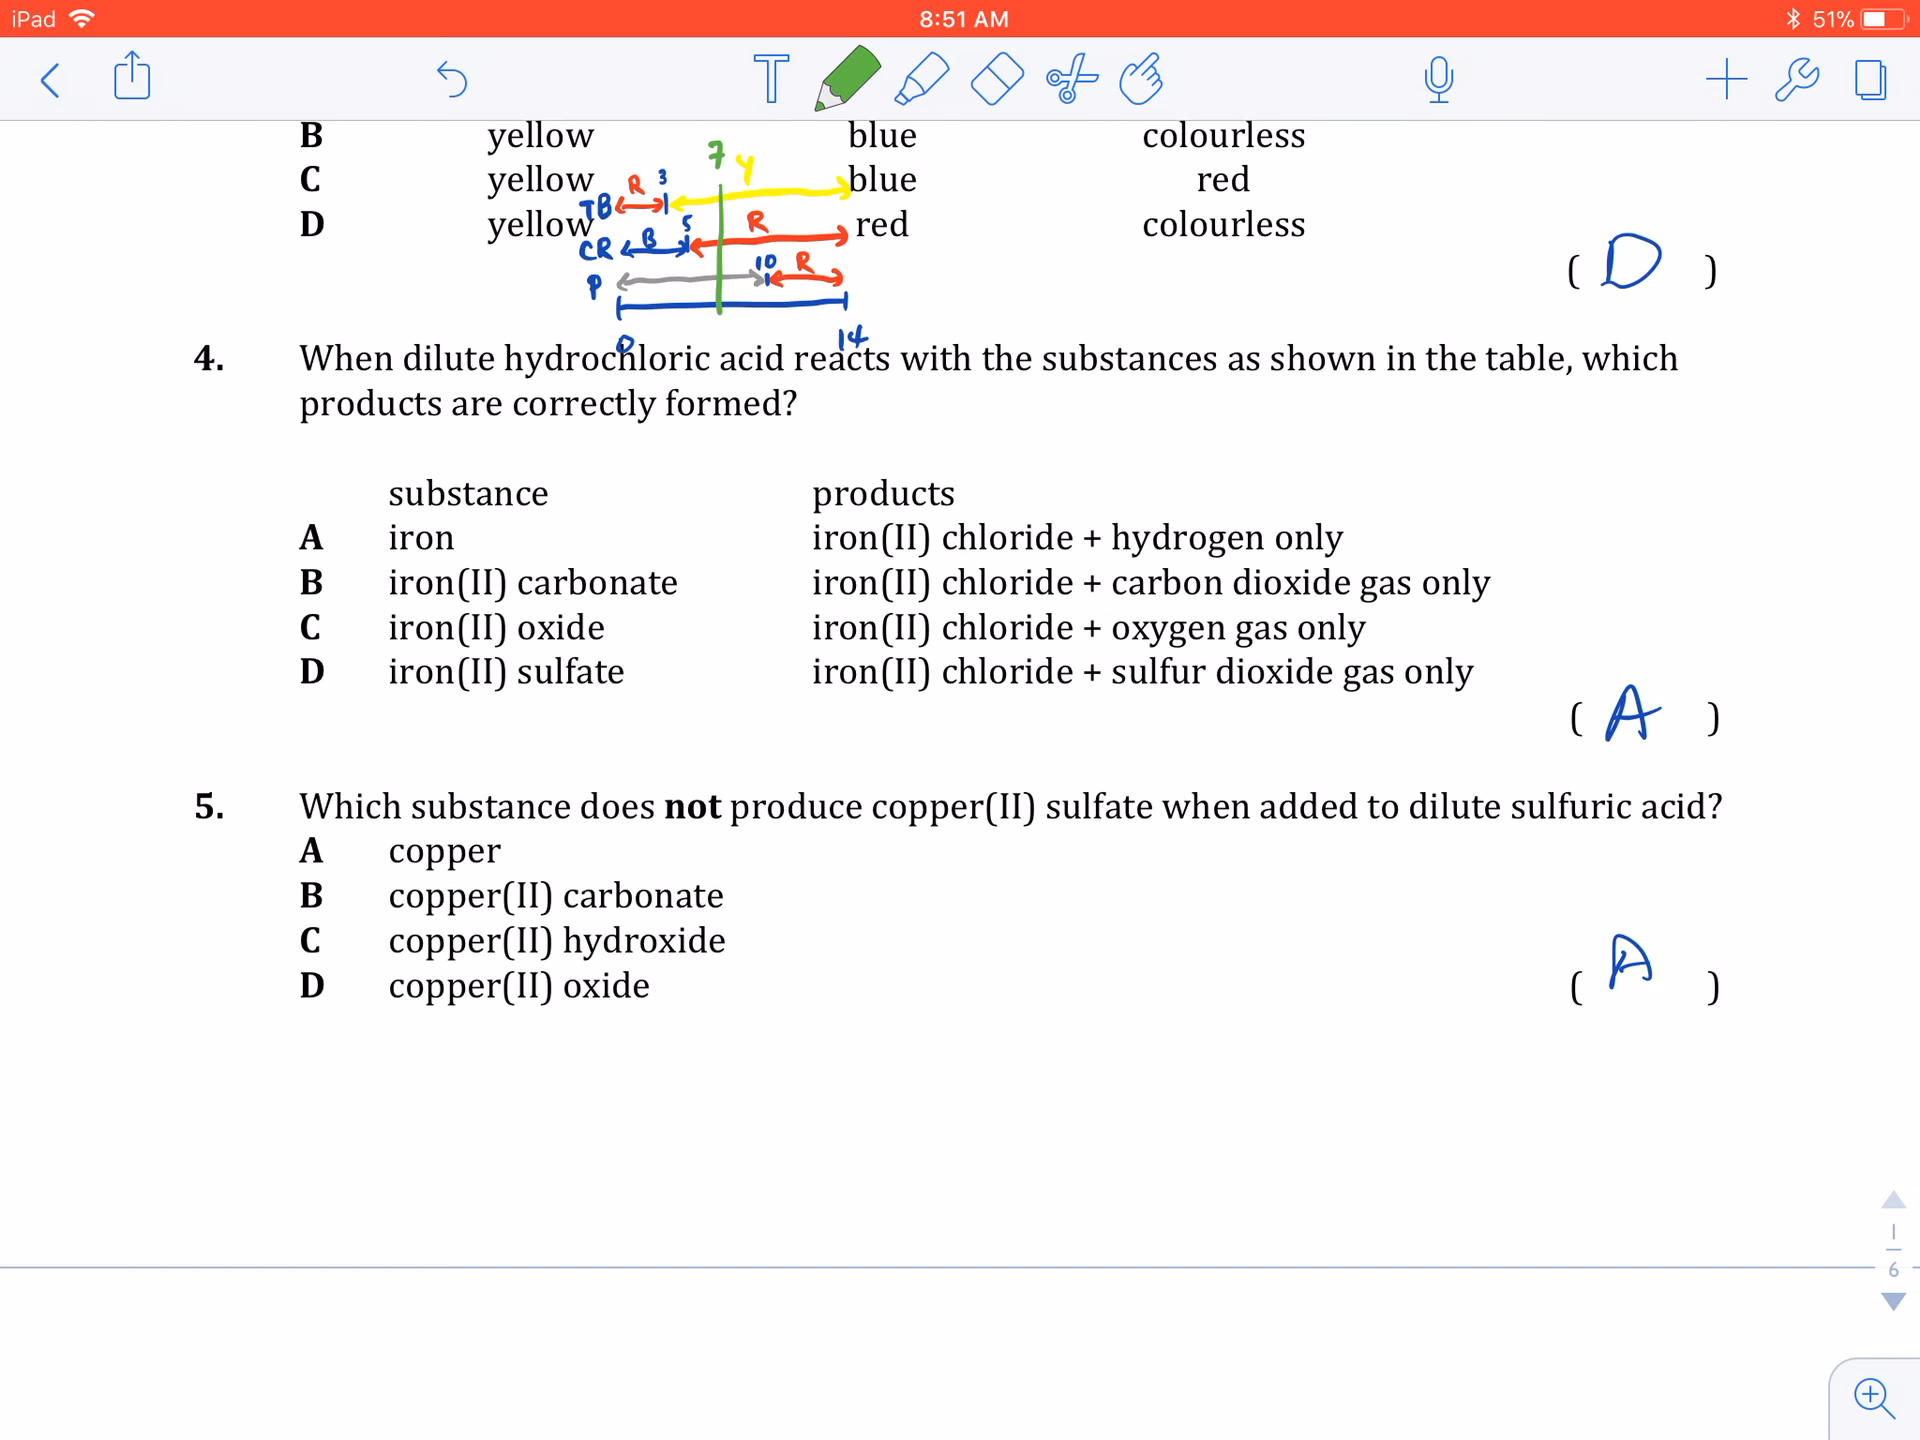 iPad 8:51 AM 51%
T
B yellow blue colourless
7 Y
C yellow blue red
TB R 3
D yellow red colourless
CR B 5 R
P 10 R
( D )
0 14
4. When dilute hydrochloric acid reacts with the substances as shown in the table, which
products are correctly formed?
substance products
A iron iron(II) chloride + hydrogen only
B iron(II) carbonate iron(II) chloride + carbon dioxide gas only
C iron(II) oxide iron(II) chloride + oxygen gas only
D iron(II) sulfate iron(II) chloride + sulfur dioxide gas only
( A )
5. Which substance does not produce copper(II) sulfate when added to dilute sulfuric acid?
A copper
B copper(II) carbonate
C copper(II) hydroxide
D copper(II) oxide
( A )
1
6